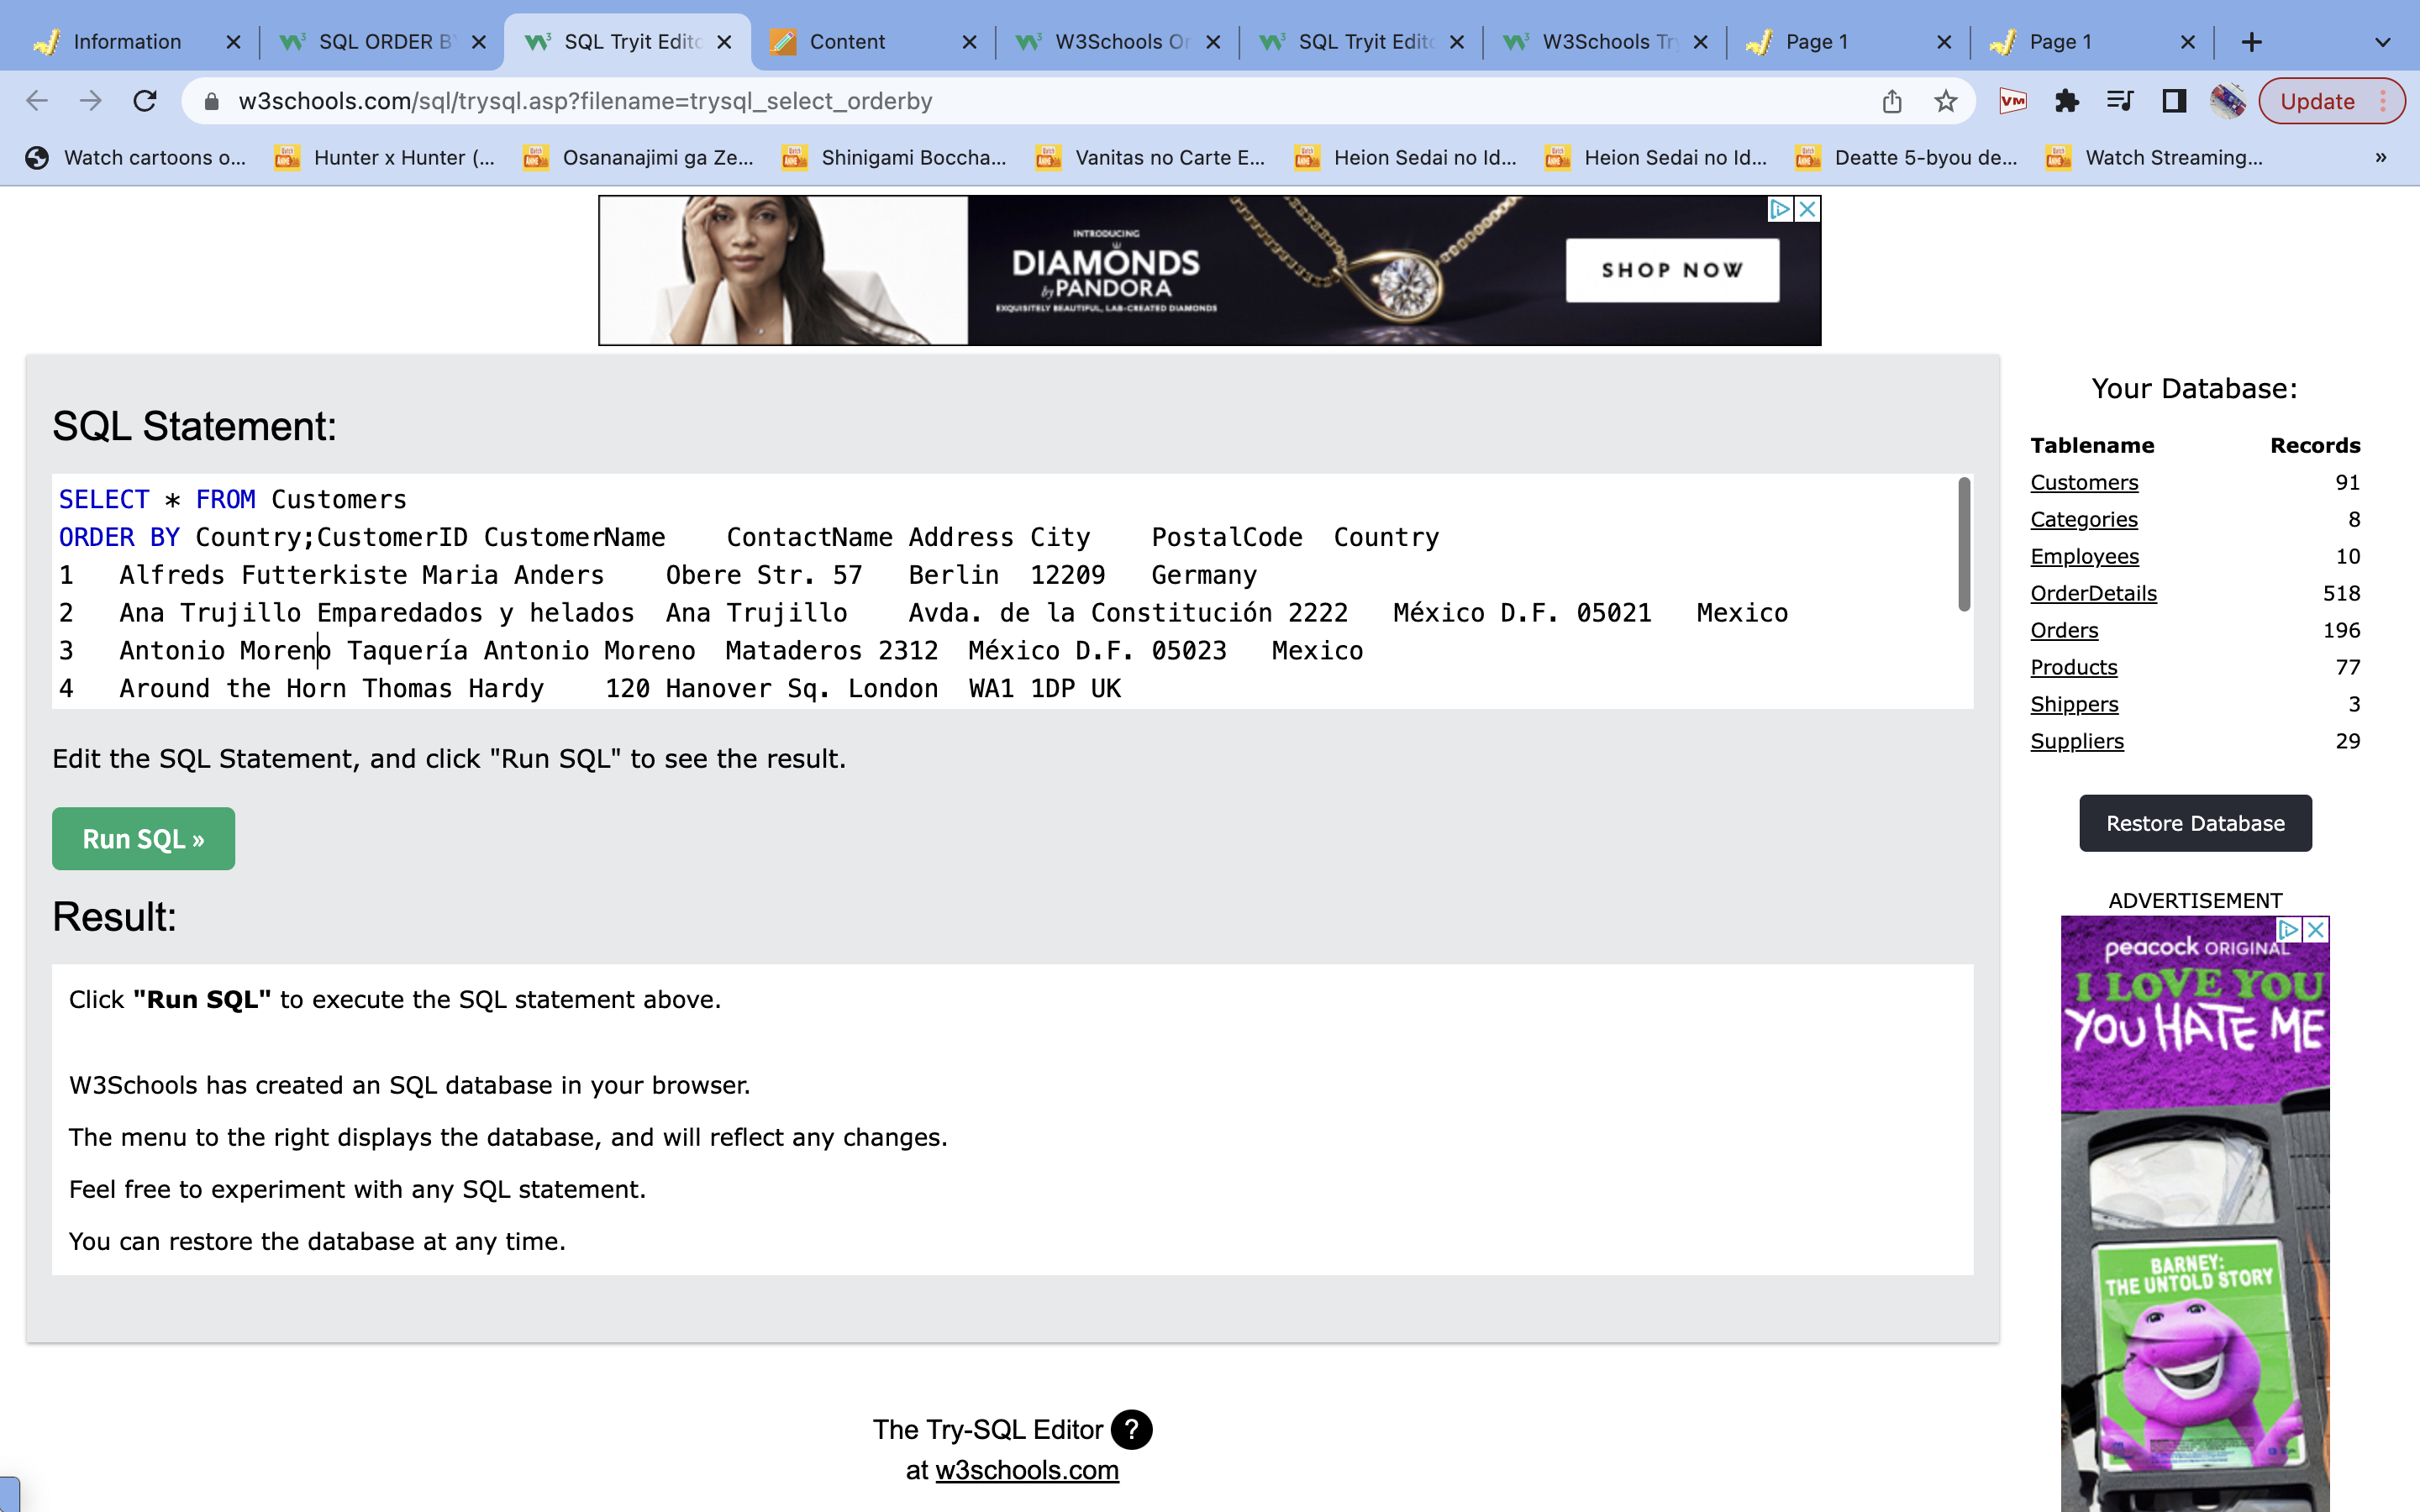 Information
SQL ORDER B
SQL Tryit Edit
Content
W3Schools Or
SQL Tryit Edit
W3Schools Tr
Page 1
Page 1
w3schools.com/sql/trysql.asp?filename=trysql_select_orderby
VM
Update
Watch cartoons o...
Hunter x Hunter (...
Osananajimi ga Ze...
Shinigami Boccha...
Vanitas no Carte E...
Heion Sedai no Id...
Heion Sedai no Id...
Deatte 5-byou de...
Watch Streaming...
»
INTRODUCING
DIAMONDS
by PANDORA
EXQUISITELY BEAUTIFUL, LAB-CREATED DIAMONDS
SHOP NOW
SQL Statement:
SELECT * FROM Customers
ORDER BY Country;CustomerID CustomerName    ContactName Address City    PostalCode  Country
1   Alfreds Futterkiste Maria Anders    Obere Str. 57   Berlin  12209   Germany
2   Ana Trujillo Emparedados y helados  Ana Trujillo    Avda. de la Constitución 2222   México D.F. 05021   Mexico
3   Antonio Moreno Taquería Antonio Moreno  Mataderos 2312  México D.F. 05023   Mexico
4   Around the Horn Thomas Hardy    120 Hanover Sq. London  WA1 1DP UK
Edit the SQL Statement, and click "Run SQL" to see the result.
Run SQL »
Result:
Click "Run SQL" to execute the SQL statement above.
W3Schools has created an SQL database in your browser.
The menu to the right displays the database, and will reflect any changes.
Feel free to experiment with any SQL statement.
You can restore the database at any time.
The Try-SQL Editor ?
at w3schools.com
Your Database:
Tablename Records
Customers 91
Categories 8
Employees 10
OrderDetails 518
Orders 196
Products 77
Shippers 3
Suppliers 29
Restore Database
ADVERTISEMENT
peacock ORIGINAL
I LOVE YOU
YOU HATE ME
BARNEY:
THE UNTOLD STORY